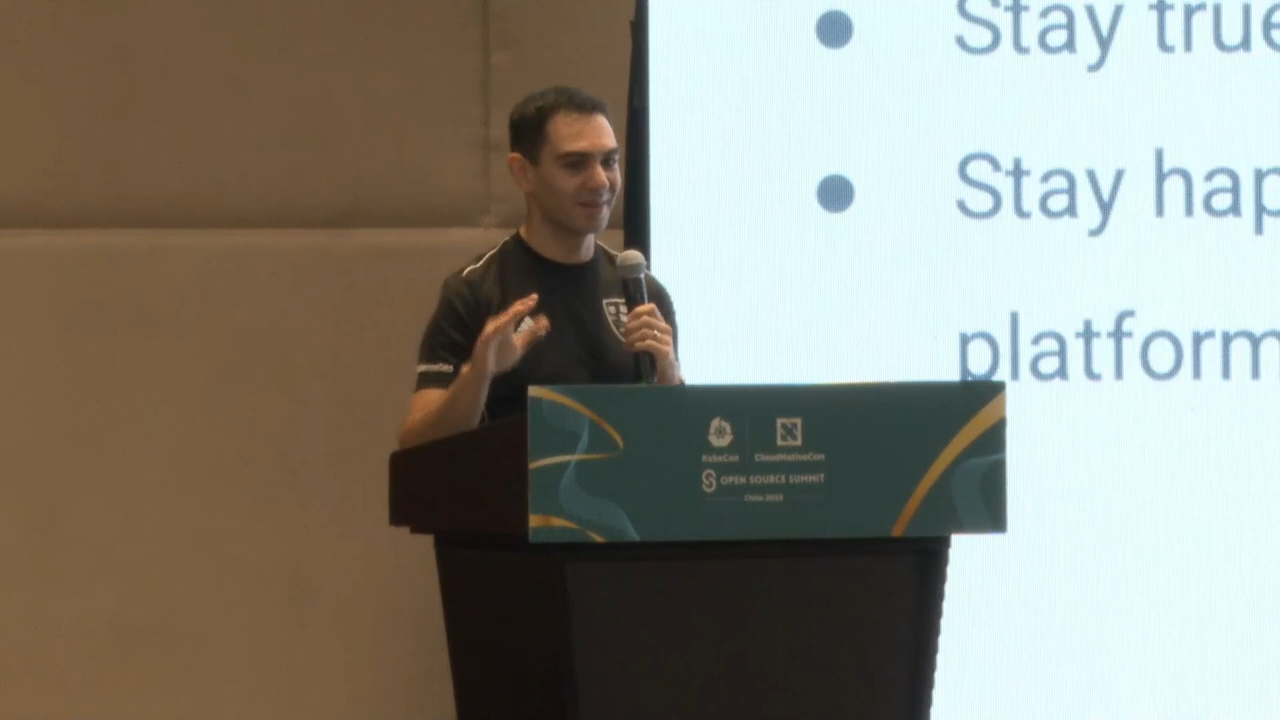 Stay true
Stay hap
platform
KubeCon
CloudNativeCon
OPEN SOURCE SUMMIT
China 2023